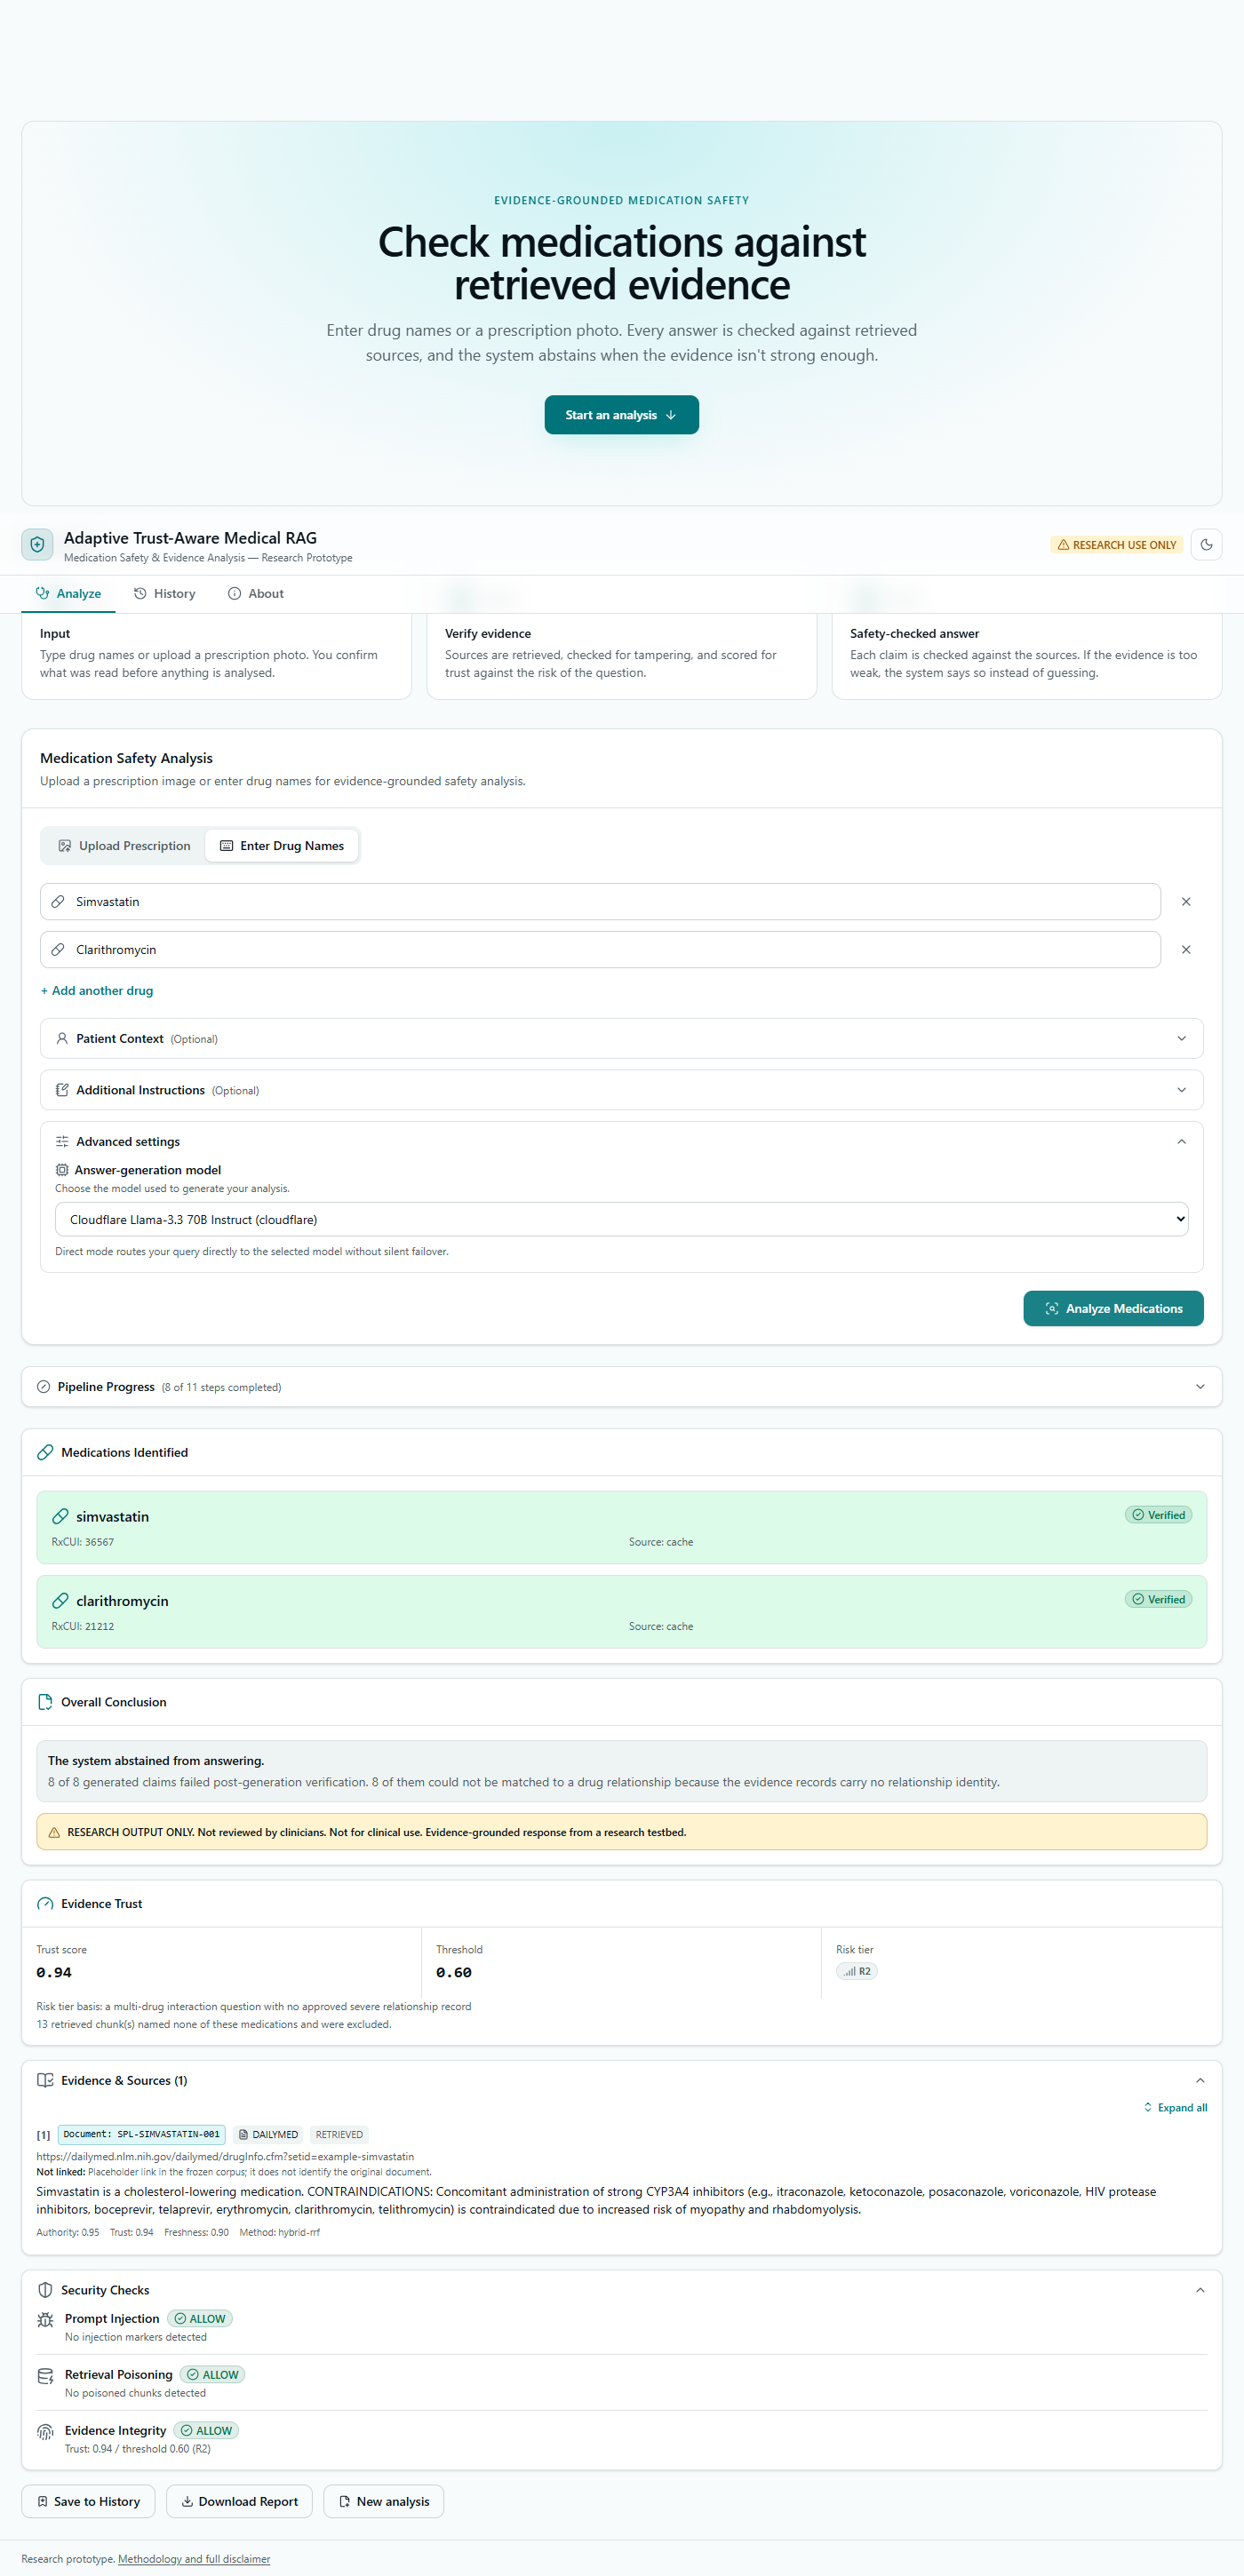 EVIDENCE-GROUNDED MEDICATION SAFETY
Check medications against
retrieved evidence
Enter drug names or a prescription photo. Every answer is checked against retrieved
sources, and the system abstains when the evidence isn't strong enough.
Start an analysis
Adaptive Trust-Aware Medical RAG
Medication Safety & Evidence Analysis — Research Prototype
RESEARCH USE ONLY
Analyze
History
About
Input
Type drug names or upload a prescription photo. You confirm
what was read before anything is analysed.
Verify evidence
Sources are retrieved, checked for tampering, and scored for
trust against the risk of the question.
Safety-checked answer
Each claim is checked against the sources. If the evidence is too
weak, the system says so instead of guessing.
Medication Safety Analysis
Upload a prescription image or enter drug names for evidence-grounded safety analysis.
Upload Prescription
Enter Drug Names
Simvastatin
Clarithromycin
+ Add another drug
Patient Context (Optional)
Additional Instructions (Optional)
Advanced settings
Answer-generation model
Choose the model used to generate your analysis.
Cloudflare Llama-3.3 70B Instruct (cloudflare)
Direct mode routes your query directly to the selected model without silent failover.
Analyze Medications
Pipeline Progress (8 of 11 steps completed)
Medications Identified
simvastatin
Verified
RxCUI: 36567
Source: cache
clarithromycin
Verified
RxCUI: 21212
Source: cache
Overall Conclusion
The system abstained from answering.
8 of 8 generated claims failed post-generation verification. 8 of them could not be matched to a drug relationship because the evidence records carry no relationship identity.
RESEARCH OUTPUT ONLY. Not reviewed by clinicians. Not for clinical use. Evidence-grounded response from a research testbed.
Evidence Trust
Trust score
0.94
Threshold
0.60
Risk tier
R2
Risk tier basis: a multi-drug interaction question with no approved severe relationship record
13 retrieved chunk(s) named none of these medications and were excluded.
Evidence & Sources (1)
Expand all
[1] Document: SPL-SIMVASTATIN-001 DAILYMED RETRIEVED
https://dailymed.nlm.nih.gov/dailymed/drugInfo.cfm?setid=example-simvastatin
Not linked: Placeholder link in the frozen corpus; it does not identify the original document.
Simvastatin is a cholesterol-lowering medication. CONTRAINDICATIONS: Concomitant administration of strong CYP3A4 inhibitors (e.g., itraconazole, ketoconazole, posaconazole, voriconazole, HIV protease
inhibitors, boceprevir, telaprevir, erythromycin, clarithromycin, telithromycin) is contraindicated due to increased risk of myopathy and rhabdomyolysis.
Authority: 0.95 Trust: 0.94 Freshness: 0.90 Method: hybrid-rrf
Security Checks
Prompt Injection ALLOW
No injection markers detected
Retrieval Poisoning ALLOW
No poisoned chunks detected
Evidence Integrity ALLOW
Trust: 0.94 / threshold 0.60 (R2)
Save to History
Download Report
New analysis
Research prototype. Methodology and full disclaimer